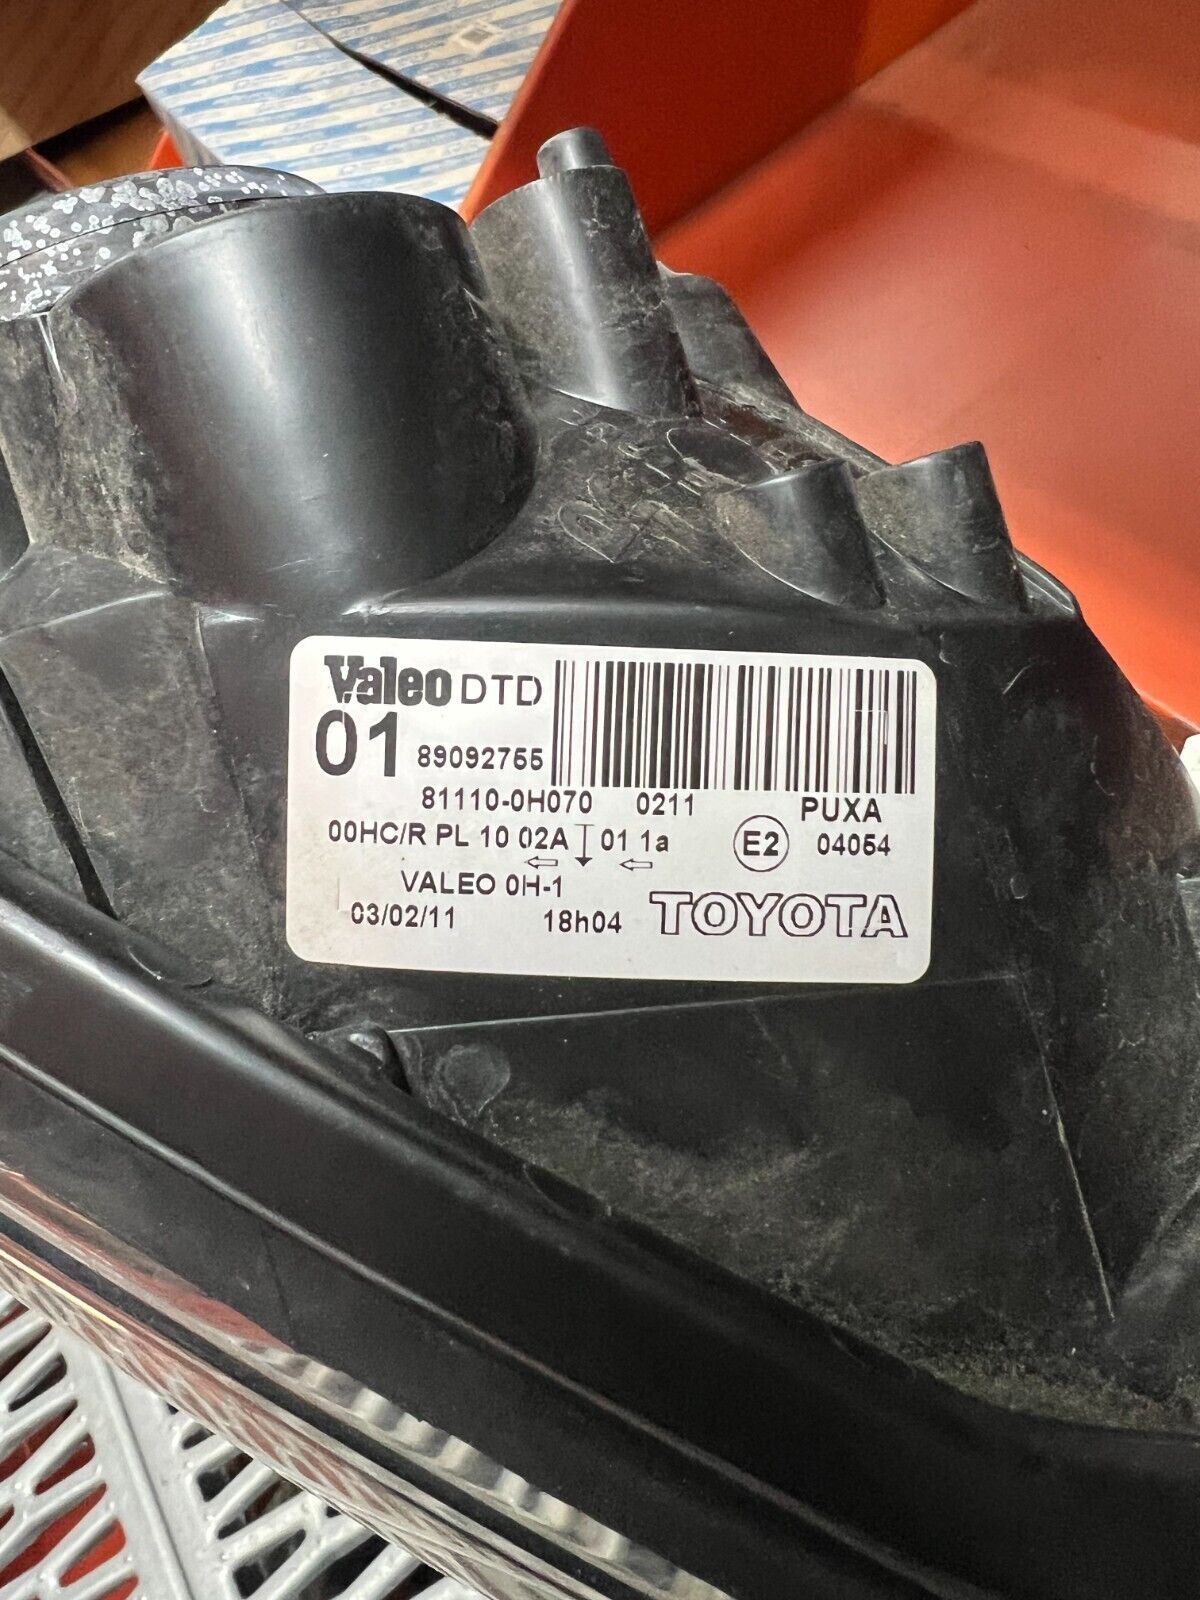 Valeo DTD
01 89092755
81110-0H070 0211 PUXA
00HC/R PL 10 02A 01 1a E2 04054
VALEO 0H-1
03/02/11 18h04 TOYOTA